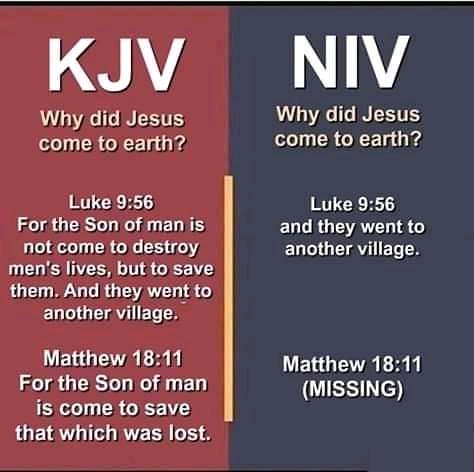 KJV
Why did Jesus
come to earth?
Luke 9:56
For the Son of man is
not come to destroy
men's lives, but to save
them. And they went to
another village.
Matthew 18:11
For the Son of man
is come to save
that which was lost.
NIV
Why did Jesus
come to earth?
Luke 9:56
and they went to
another village.
Matthew 18:11
(MISSING)